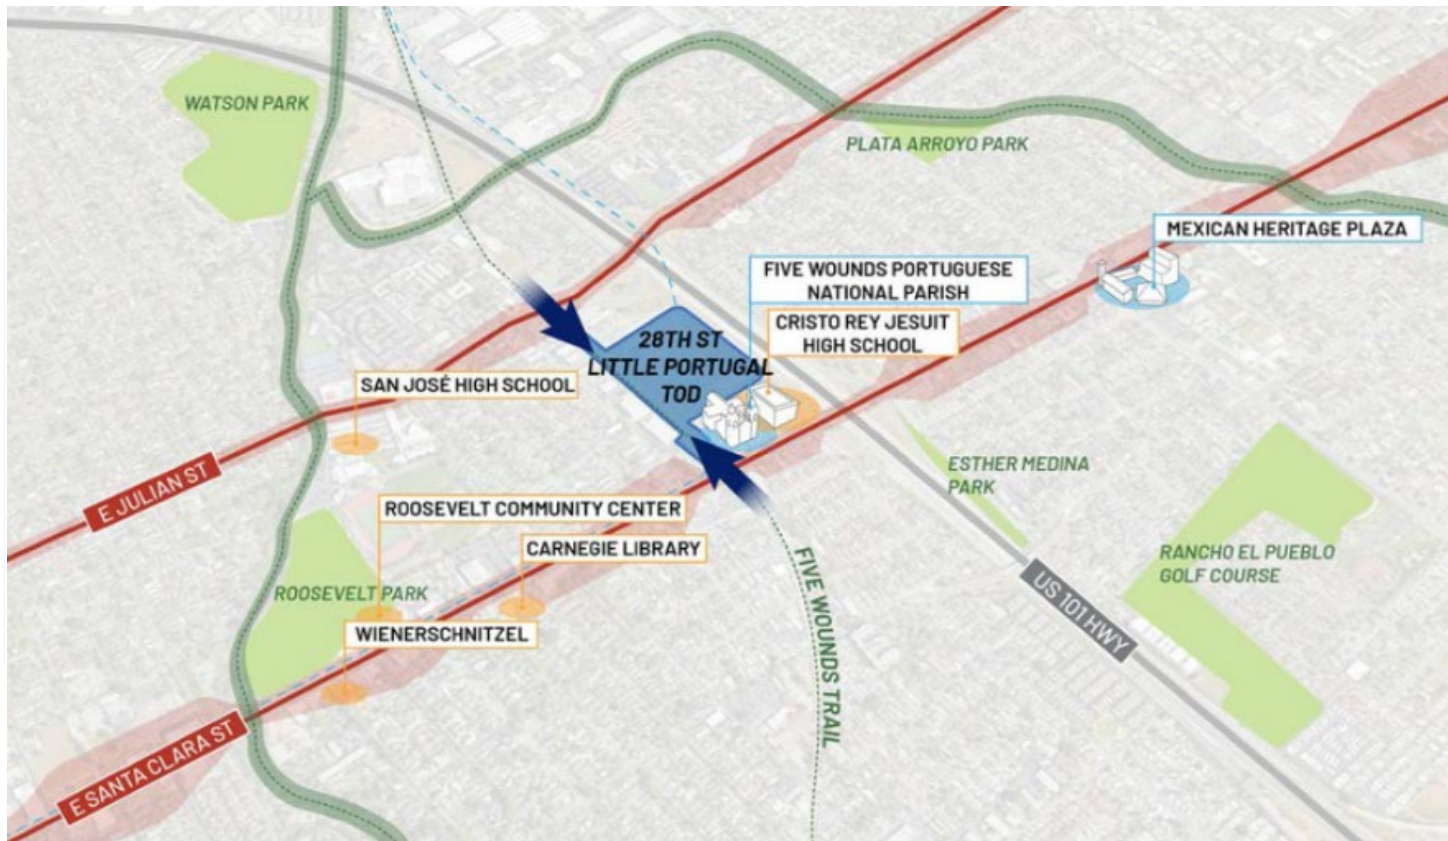 WATSON PARK
PLATA ARROYO PARK
MEXICAN HERITAGE PLAZA
FIVE WOUNDS PORTUGUESE
NATIONAL PARISH
CRISTO REY JESUIT
HIGH SCHOOL
28TH ST
LITTLE PORTUGAL
TOD
SAN JOSÉ HIGH SCHOOL
E JULIAN ST
ESTHER MEDINA
PARK
ROOSEVELT COMMUNITY CENTER
CARNEGIE LIBRARY
RANCHO EL PUEBLO
GOLF COURSE
ROOSEVELT PARK
US 101 HWY
WIENERSCHNITZEL
FIVE WOUNDS TRAIL
E SANTA CLARA ST